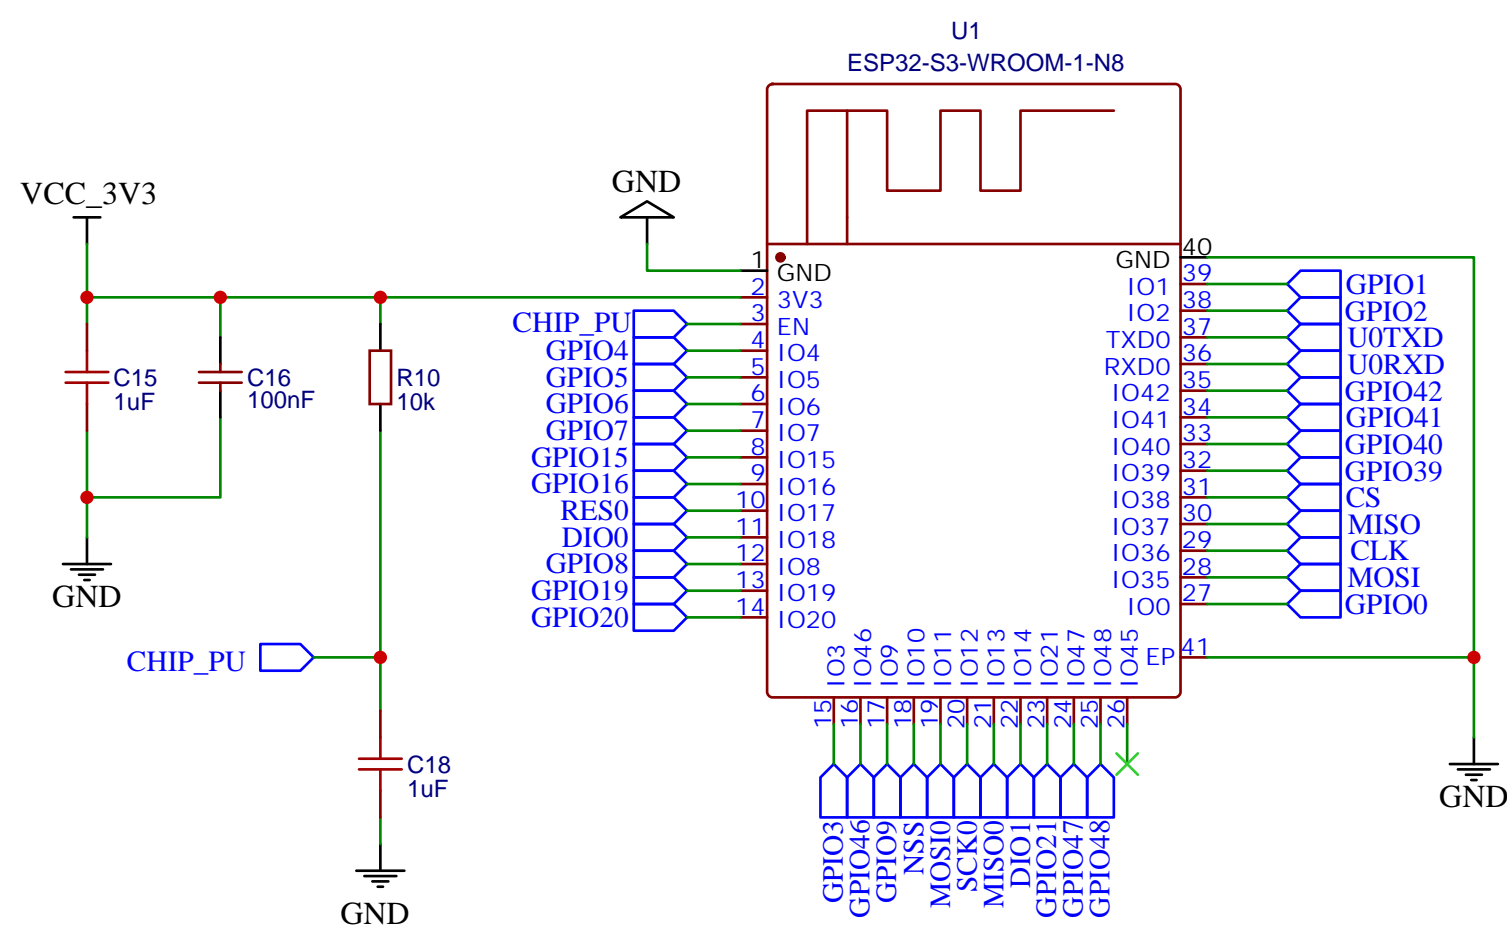 U1
ESP32-S3-WROOM-1-N8
VCC_3V3
GND
C15
1uF
C16
100nF
R10
10k
GND
CHIP_PU
C18
1uF
GND
CHIP_PU 3 EN
GPIO4 4 IO4
GPIO5 5 IO5
GPIO6 6 IO6
GPIO7 7 IO7
GPIO15 8 IO15
GPIO16 9 IO16
RES0 10 IO17
DIO0 11 IO18
GPIO8 12 IO8
GPIO19 13 IO19
GPIO20 14 IO20
1 GND
2 3V3
GND 40
IO1 39 GPIO1
IO2 38 GPIO2
TXD0 37 U0TXD
RXD0 36 U0RXD
IO42 35 GPIO42
IO41 34 GPIO41
IO40 33 GPIO40
IO39 32 GPIO39
IO38 31 CS
IO37 30 MISO
IO36 29 CLK
IO35 28 MOSI
IO0 27 GPIO0
EP 41
GND
IO3 15 GPIO3
IO46 16 GPIO46
IO9 17 GPIO9
IO10 18 NSS
IO11 19 MOSI0
IO12 20 SCK0
IO13 21 MISO0
IO14 22 DIO1
IO21 23 GPIO21
IO47 24 GPIO47
IO48 25 GPIO48
IO45 26